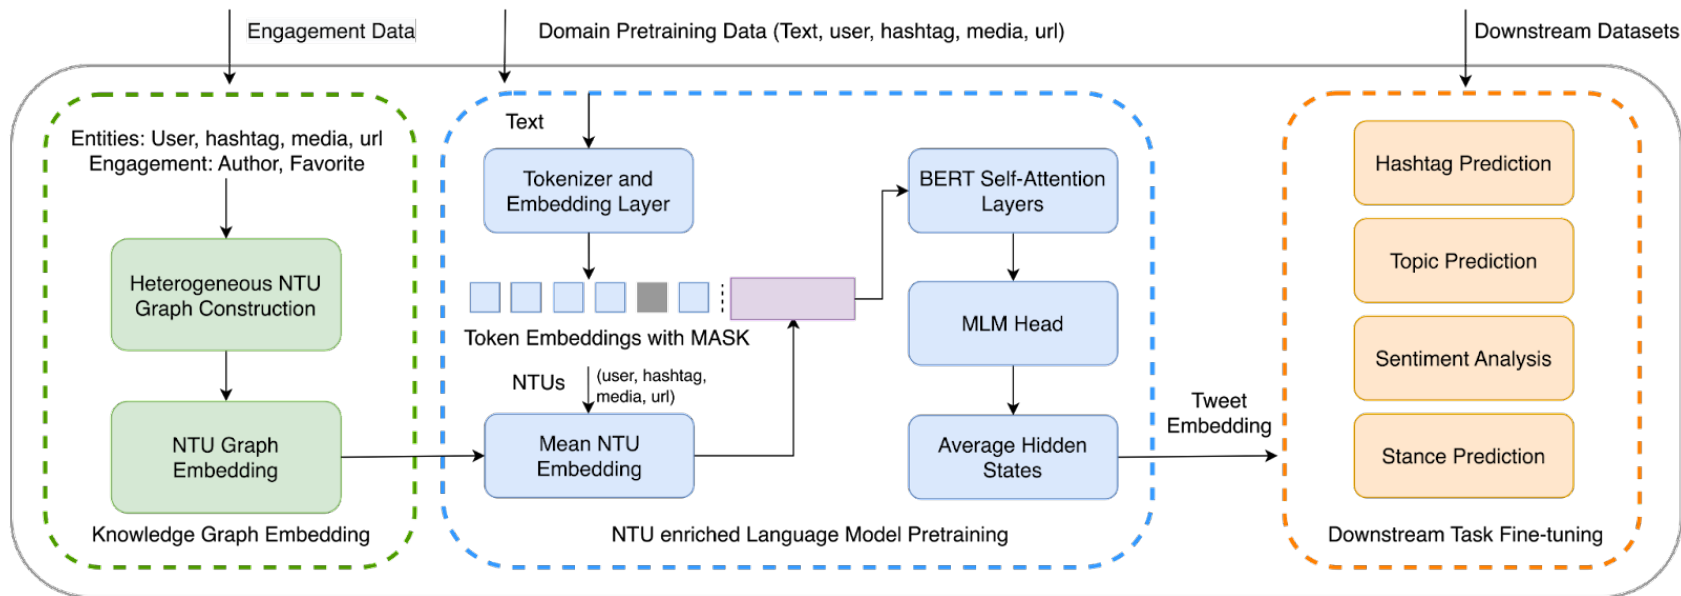 Engagement Data
Domain Pretraining Data (Text, user, hashtag, media, url)
Downstream Datasets
Entities: User, hashtag, media, url
Engagement: Author, Favorite
Heterogeneous NTU
Graph Construction
NTU Graph
Embedding
Knowledge Graph Embedding
Text
Tokenizer and
Embedding Layer
Token Embeddings with MASK
NTUs
(user, hashtag,
media, url)
Mean NTU
Embedding
BERT Self-Attention
Layers
MLM Head
Average Hidden
States
NTU enriched Language Model Pretraining
Tweet
Embedding
Hashtag Prediction
Topic Prediction
Sentiment Analysis
Stance Prediction
Downstream Task Fine-tuning